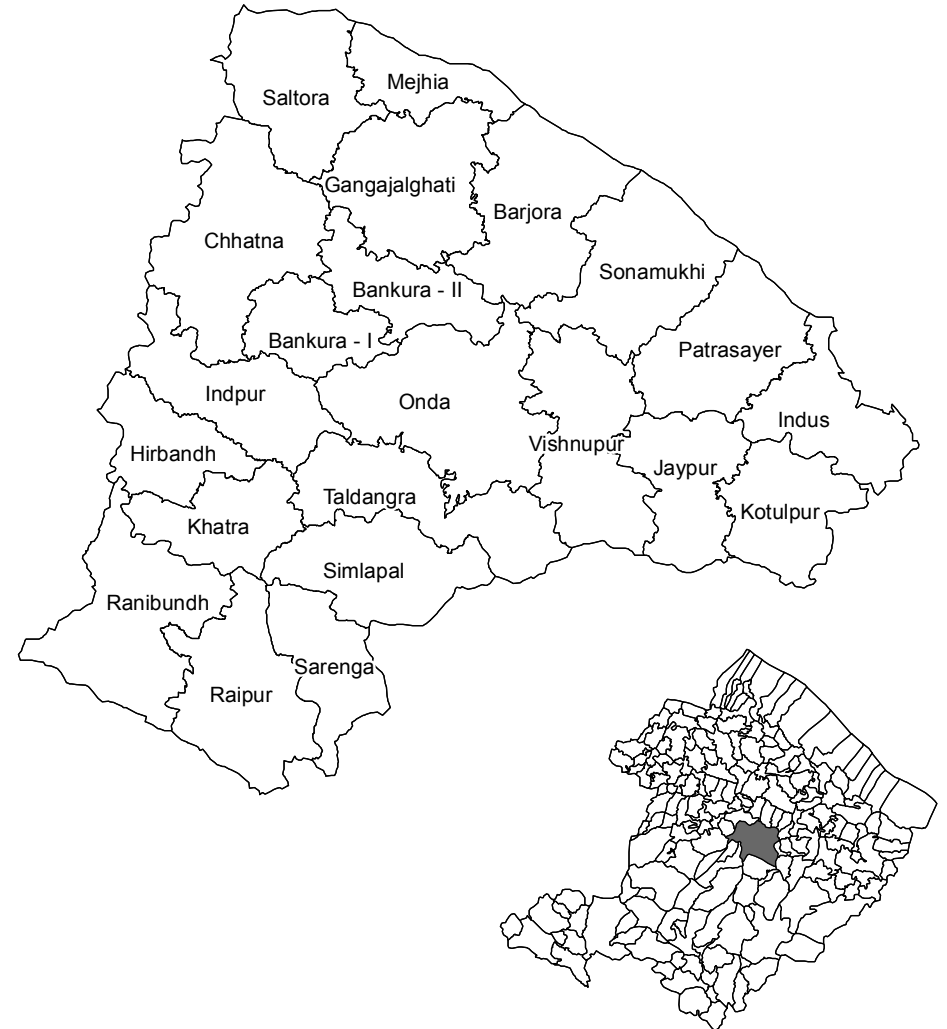 Mejhia
Saltora
Gangajalghati
Barjora
Chhatna
Sonamukhi
Bankura - II
Bankura - I
Patrasayer
Indpur
Onda
Indus
Vishnupur
Hirbandh
Jaypur
Taldangra
Kotulpur
Khatra
Simlapal
Ranibundh
Sarenga
Raipur